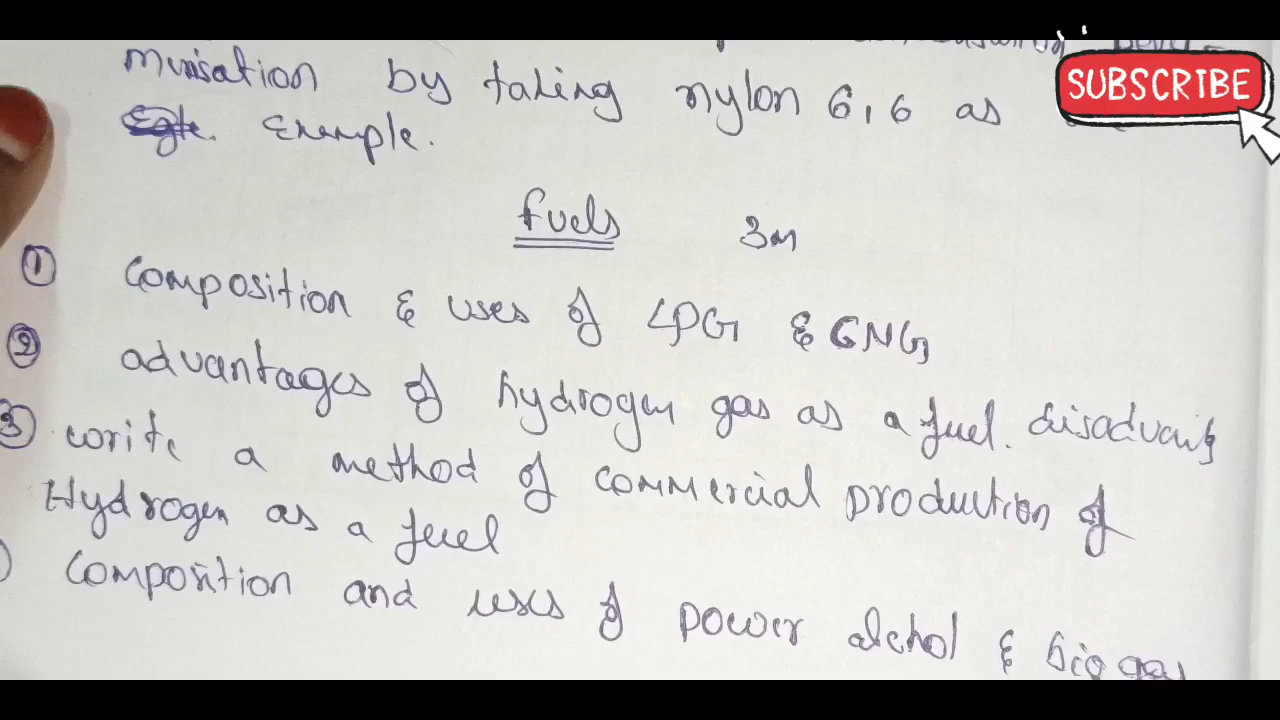 SUBSCRIBE
munisation by taking nylon 6,6 as
Example.
Fuels 3M
① Composition & uses of LPG & CNG,
② advantages of hydrogen gas as a fuel. disadvant
③ write a method of commercial production of
Hydrogen as a fuel
composition and uses of power alchol & bio gas